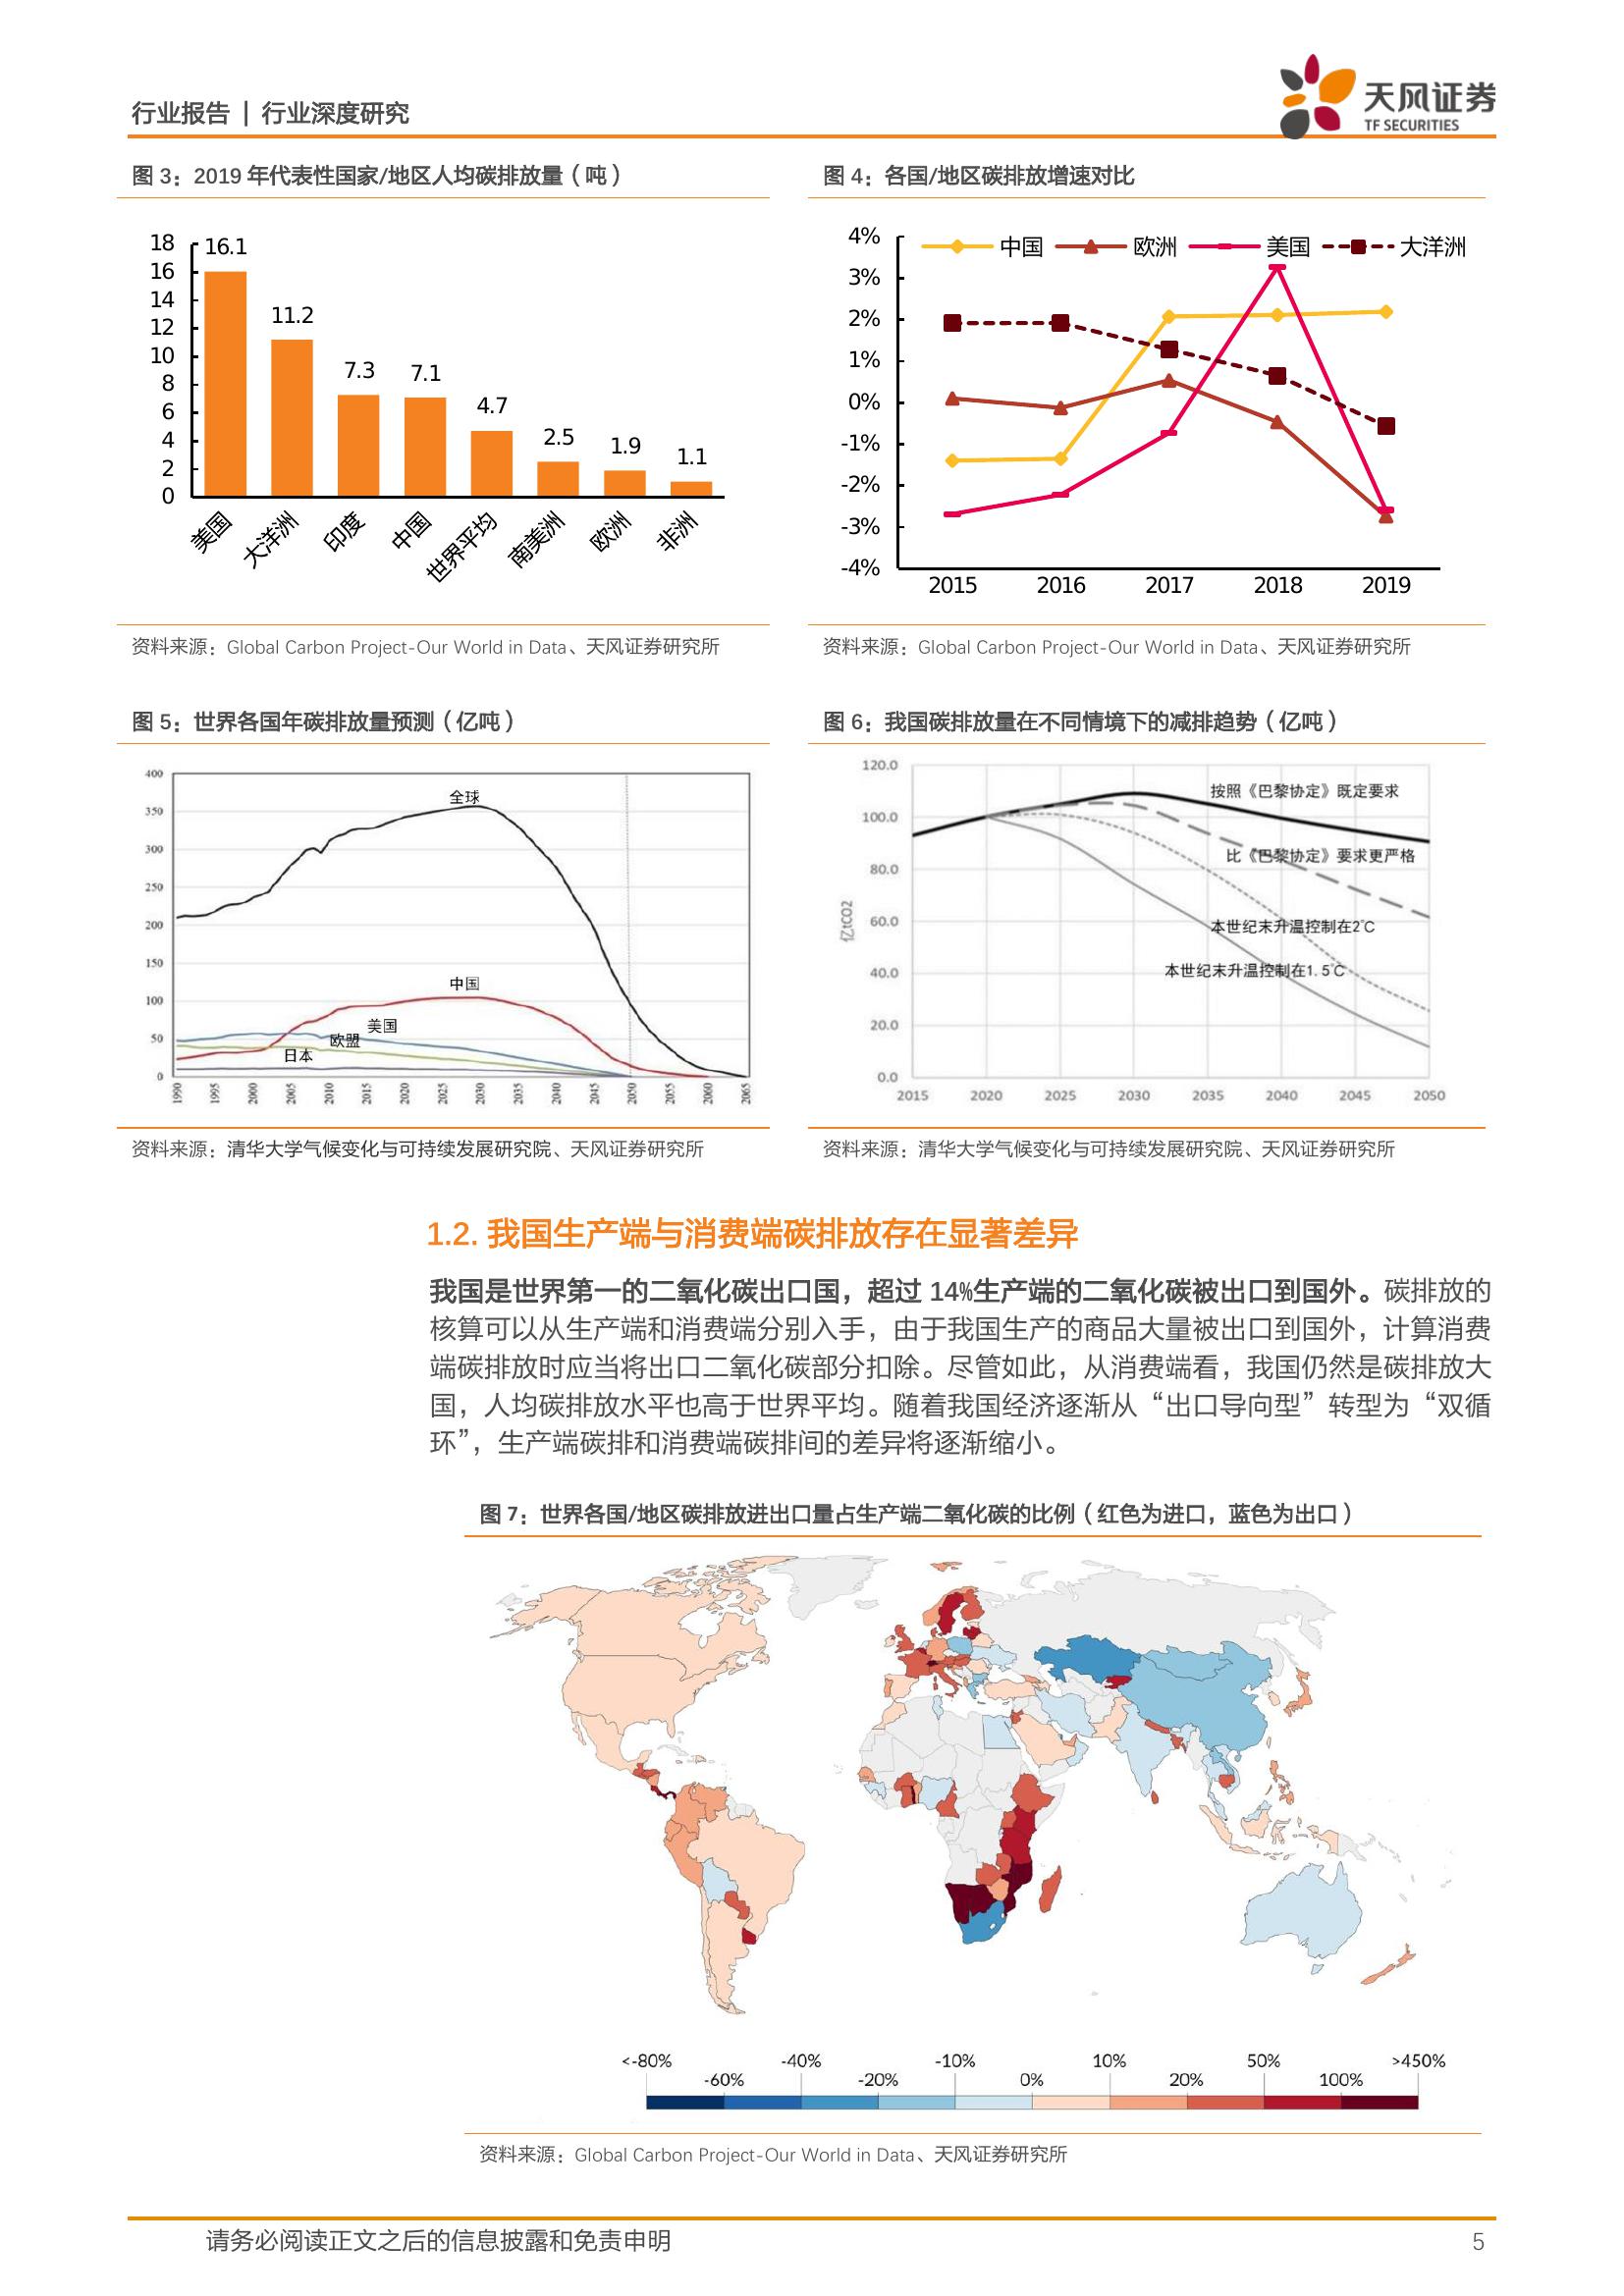 行业报告 | 行业深度研究
天风证券
TF SECURITIES
图 3：2019 年代表性国家/地区人均碳排放量（吨）
18
16
14
12
10
8
6
4
2
0
16.1
11.2
7.3
7.1
4.7
2.5
1.9
1.1
美国
大洋洲
印度
中国
世界平均
南美洲
欧洲
非洲
资料来源：Global Carbon Project-Our World in Data、天风证券研究所
图 4：各国/地区碳排放增速对比
中国 欧洲 美国 大洋洲
4%
3%
2%
1%
0%
-1%
-2%
-3%
-4%
2015 2016 2017 2018 2019
资料来源：Global Carbon Project-Our World in Data、天风证券研究所
图 5：世界各国年碳排放量预测（亿吨）
400
350
300
250
200
150
100
50
0
全球
中国
美国
欧盟
日本
1990 1995 2000 2005 2010 2015 2020 2025 2030 2035 2040 2045 2050 2055 2060 2065
资料来源：清华大学气候变化与可持续发展研究院、天风证券研究所
图 6：我国碳排放量在不同情境下的减排趋势（亿吨）
120.0
100.0
80.0
60.0
40.0
20.0
0.0
亿tCO2
按照《巴黎协定》既定要求
比《巴黎协定》要求更严格
本世纪末升温控制在2℃
本世纪末升温控制在1.5℃
2015 2020 2025 2030 2035 2040 2045 2050
资料来源：清华大学气候变化与可持续发展研究院、天风证券研究所
1.2. 我国生产端与消费端碳排放存在显著差异
我国是世界第一的二氧化碳出口国，超过 14%生产端的二氧化碳被出口到国外。碳排放的
核算可以从生产端和消费端分别入手，由于我国生产的商品大量被出口到国外，计算消费
端碳排放时应当将出口二氧化碳部分扣除。尽管如此，从消费端看，我国仍然是碳排放大
国，人均碳排放水平也高于世界平均。随着我国经济逐渐从“出口导向型”转型为“双循
环”，生产端碳排和消费端碳排间的差异将逐渐缩小。
图 7：世界各国/地区碳排放进出口量占生产端二氧化碳的比例（红色为进口，蓝色为出口）
<-80% -40% -10% 10% 50% >450%
-60% -20% 0% 20% 100%
资料来源：Global Carbon Project-Our World in Data、天风证券研究所
请务必阅读正文之后的信息披露和免责申明
5